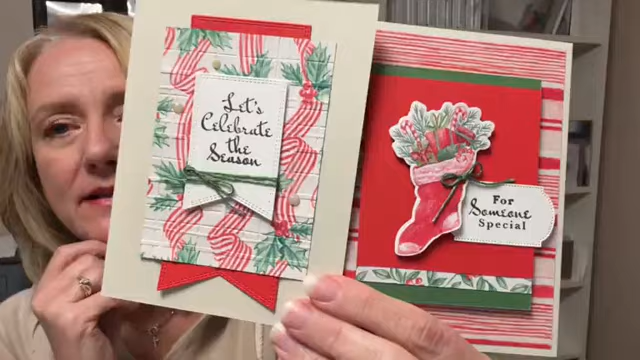 Let's
Celebrate
the
Season
For
Someone
Special